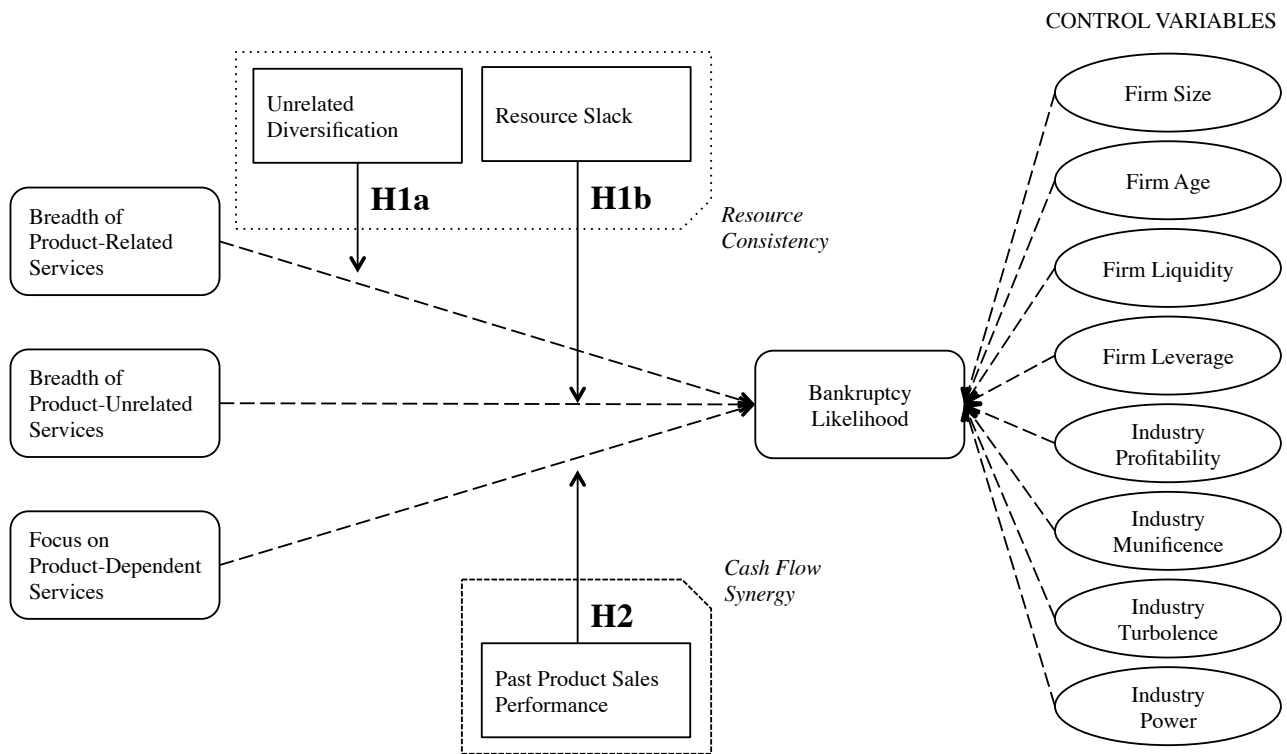 CONTROL VARIABLES
Unrelated
Diversification
Resource Slack
H1a
H1b
Resource
Consistency
Breadth of
Product-Related
Services
Breadth of
Product-Unrelated
Services
Focus on
Product-Dependent
Services
Bankruptcy
Likelihood
Cash Flow
Synergy
H2
Past Product Sales
Performance
Firm Size
Firm Age
Firm Liquidity
Firm Leverage
Industry
Profitability
Industry
Munificence
Industry
Turbolence
Industry
Power